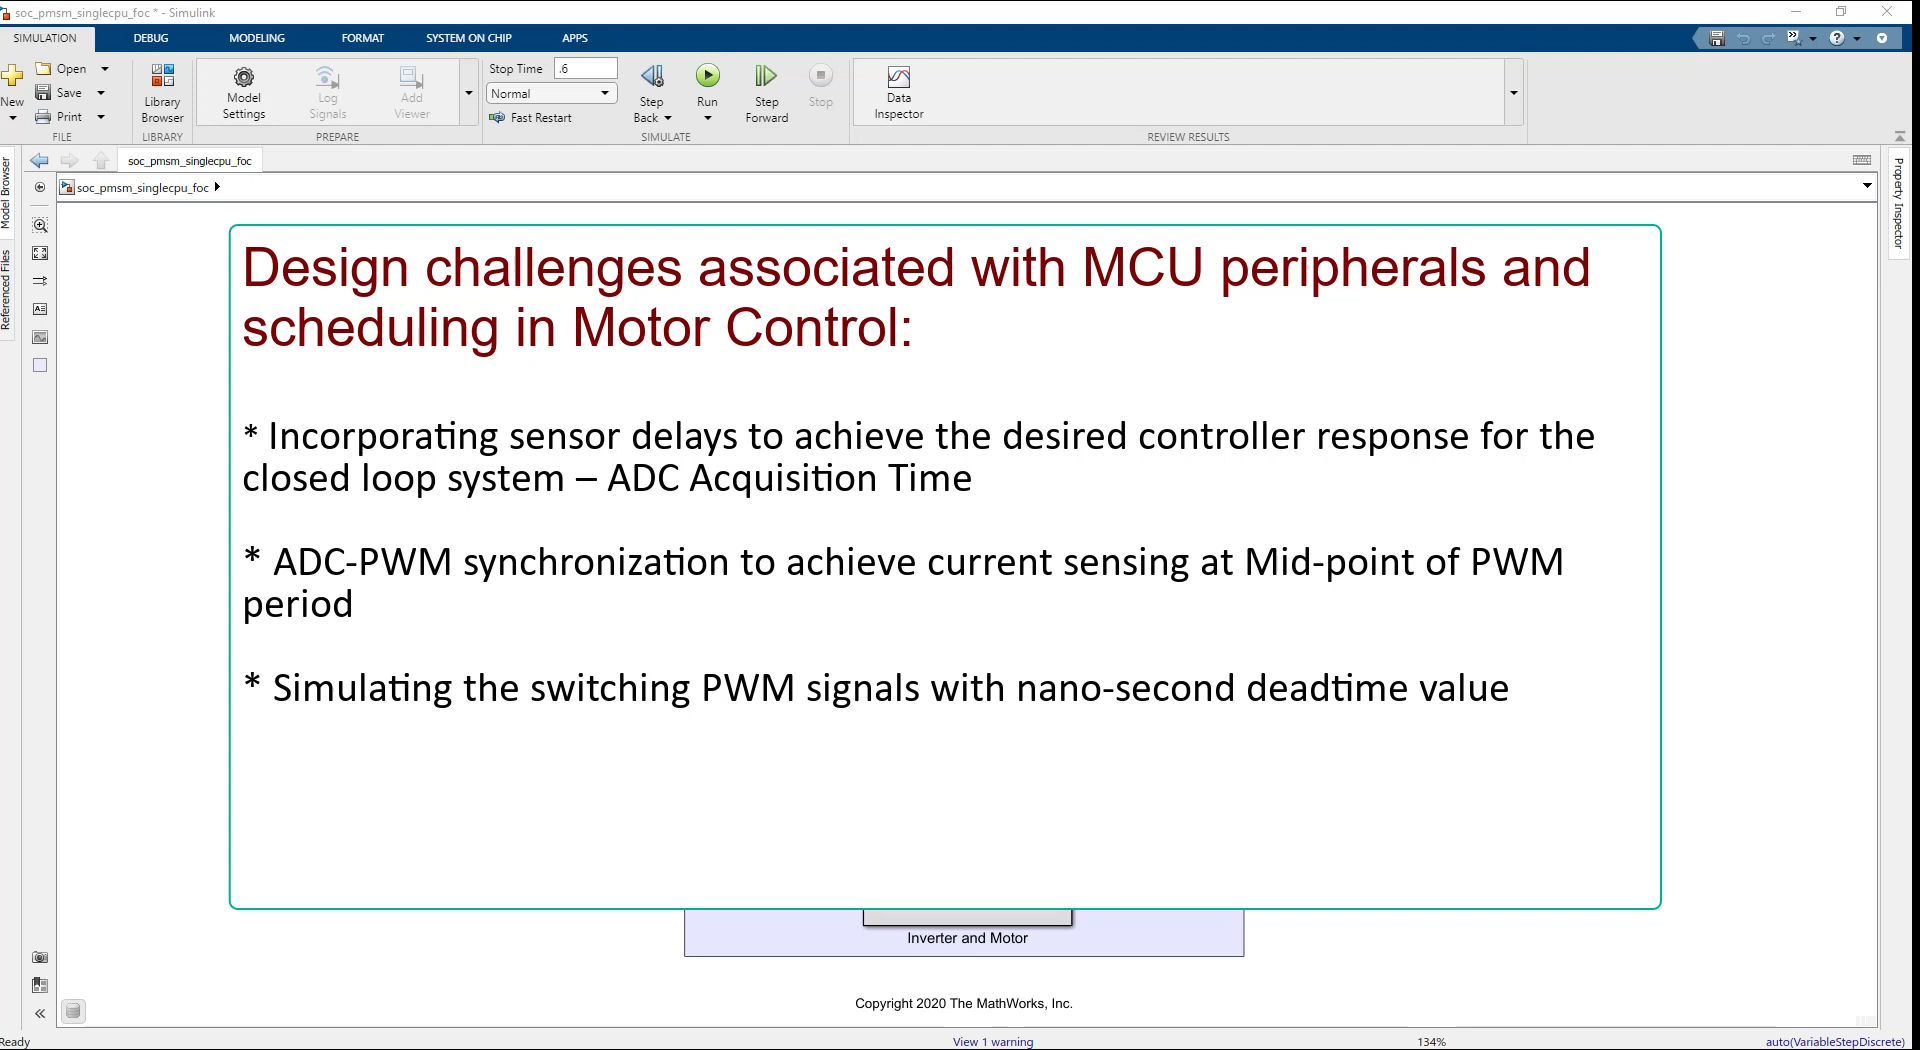 soc_pmsm_singlecpu_foc * - Simulink
SIMULATION DEBUG MODELING FORMAT SYSTEM ON CHIP APPS
New
Open
Save
Print
FILE
Library Browser
LIBRARY
Model Settings
Log Signals
Add Viewer
PREPARE
Stop Time .6
Normal
Fast Restart
Step Back
Run
Step Forward
Stop
SIMULATE
Data Inspector
REVIEW RESULTS
soc_pmsm_singlecpu_foc
soc_pmsm_singlecpu_foc
Model Browser
Referenced Files
Property Inspector
Design challenges associated with MCU peripherals and
scheduling in Motor Control:
* Incorporating sensor delays to achieve the desired controller response for the
closed loop system – ADC Acquisition Time
* ADC-PWM synchronization to achieve current sensing at Mid-point of PWM
period
* Simulating the switching PWM signals with nano-second deadtime value
Inverter and Motor
Copyright 2020 The MathWorks, Inc.
Ready View 1 warning 134% auto(VariableStepDiscrete)